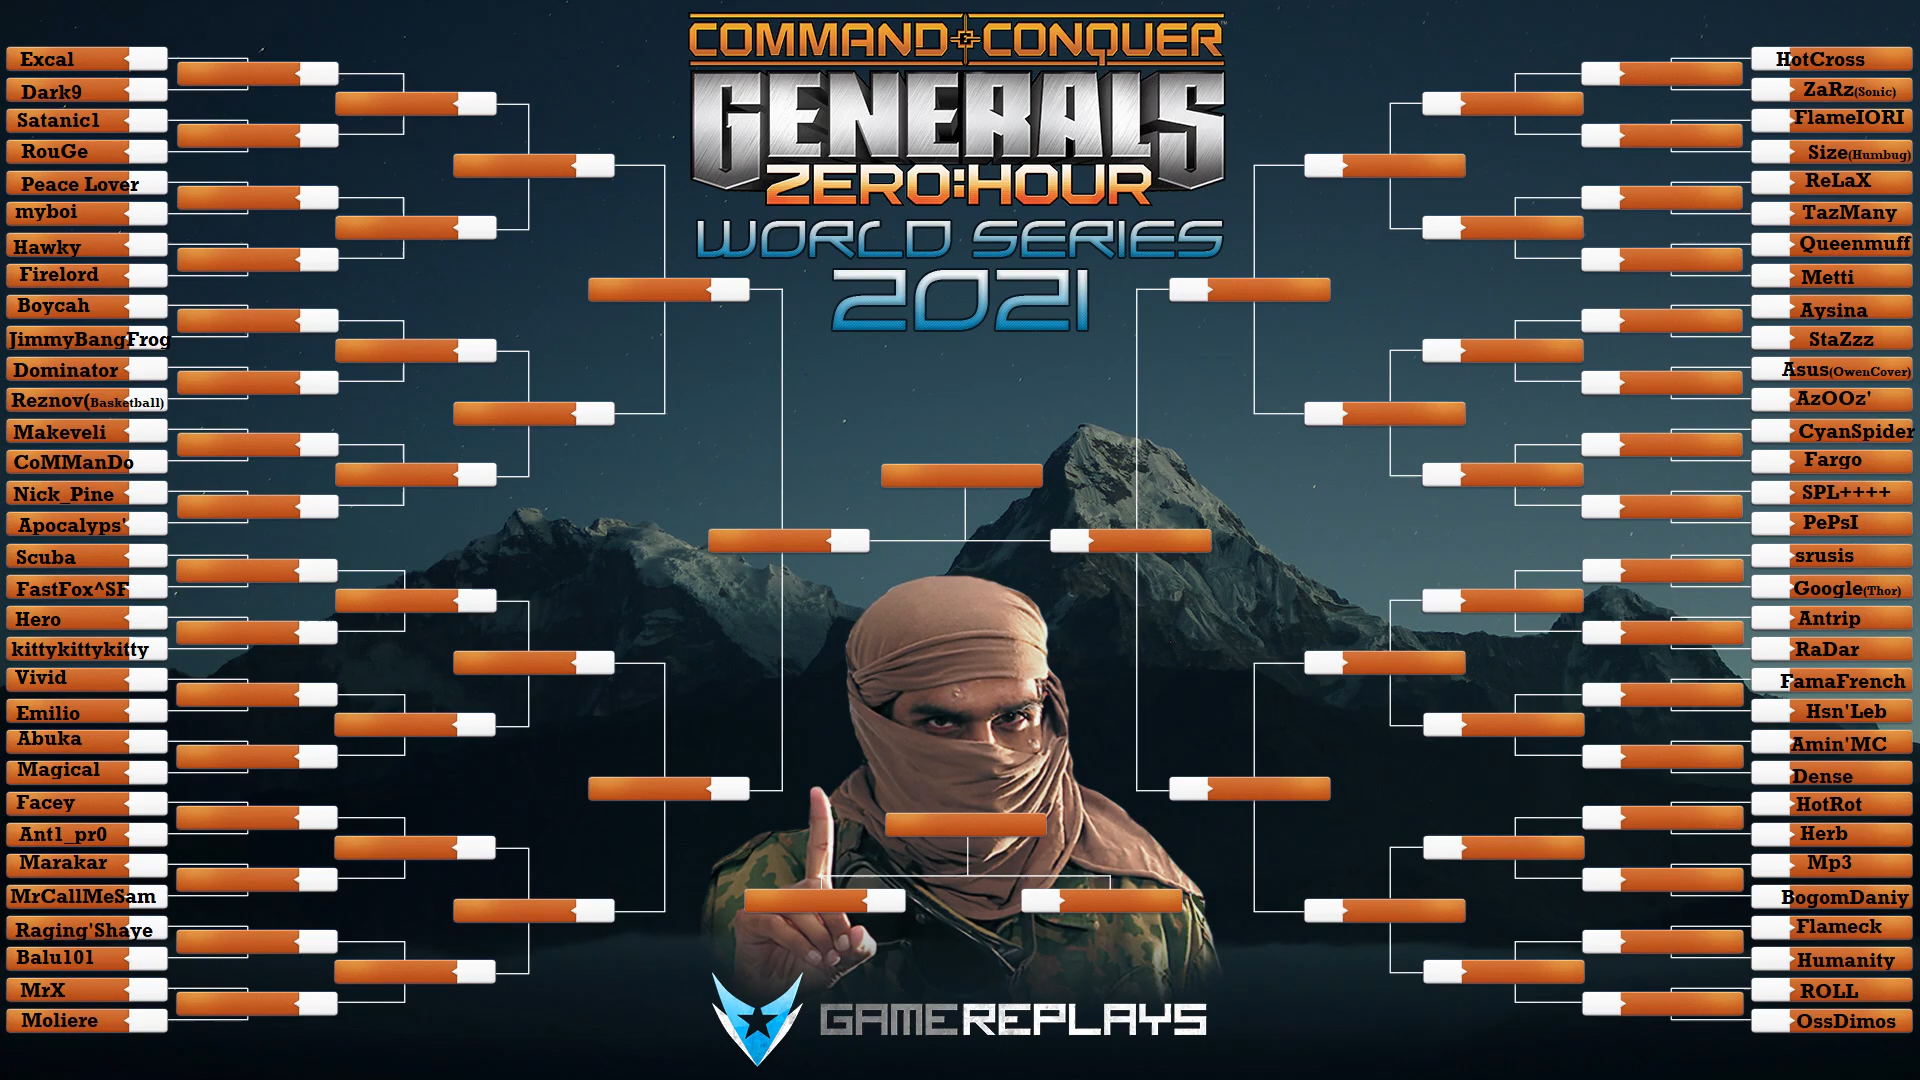 COMMAND CONQUER
GENERALS
ZERO:HOUR
WORLD SERIES
2021
Excal
Dark9
Satanic1
RouGe
Peace Lover
myboi
Hawky
Firelord
Boycah
JimmyBangFrog
Dominator
Reznov(Basketball)
Makeveli
CoMManDo
Nick_Pine
Apocalyps'
Scuba
FastFox^SF
Hero
kittykittykitty
Vivid
Emilio
Abuka
Magical
Facey
Ant1_pr0
Marakar
MrCallMeSam
Raging'Shaye
Balu101
MrX
Moliere
HotCross
ZaRz(Sonic)
FlameIORI
Size(Humbug)
ReLaX
TazMany
Queenmuff
Metti
Aysina
StaZzz
Asus(OwenCover)
AzOOz'
CyanSpider
Fargo
SPL++++
PePsI
srusis
Google(Thor)
Antrip
RaDar
FamaFrench
Hsn'Leb
Amin'MC
Dense
HotRot
Herb
Mp3
BogomDaniy
Flameck
Humanity
ROLL
OssDimos
GAMEREPLAYS